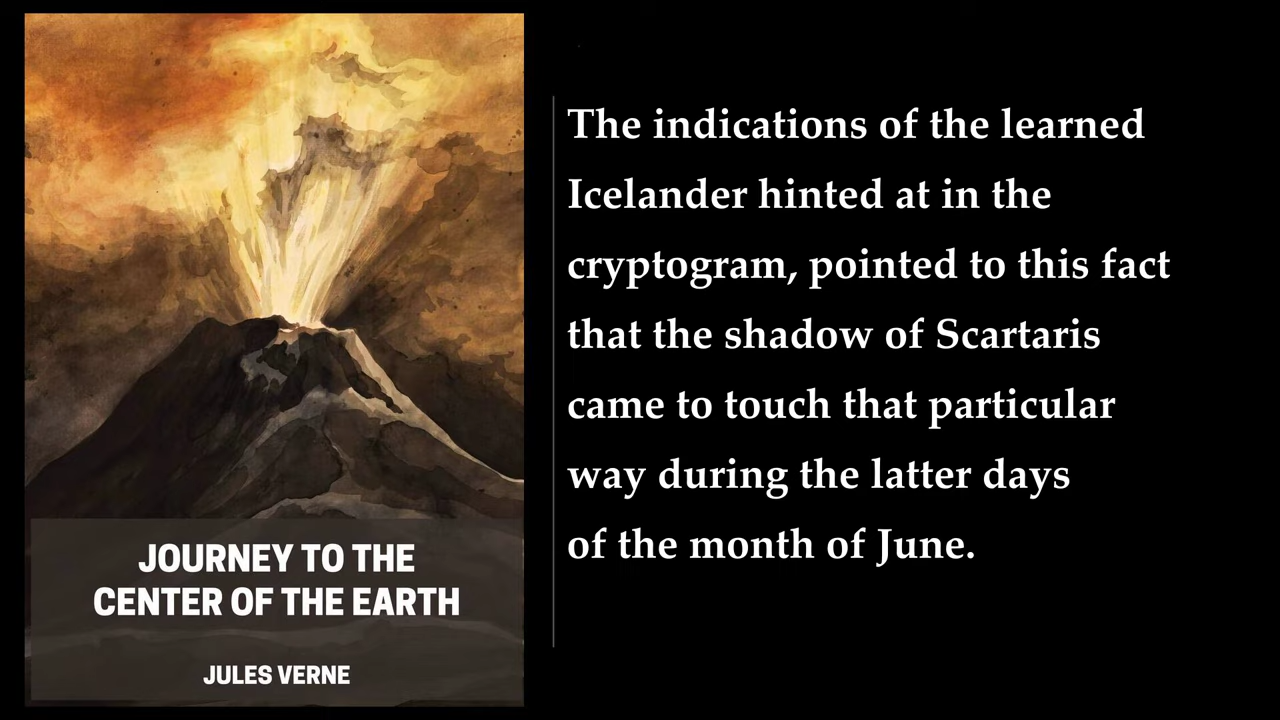 JOURNEY TO THE
CENTER OF THE EARTH
JULES VERNE
The indications of the learned
Icelander hinted at in the
cryptogram, pointed to this fact
that the shadow of Scartaris
came to touch that particular
way during the latter days
of the month of June.